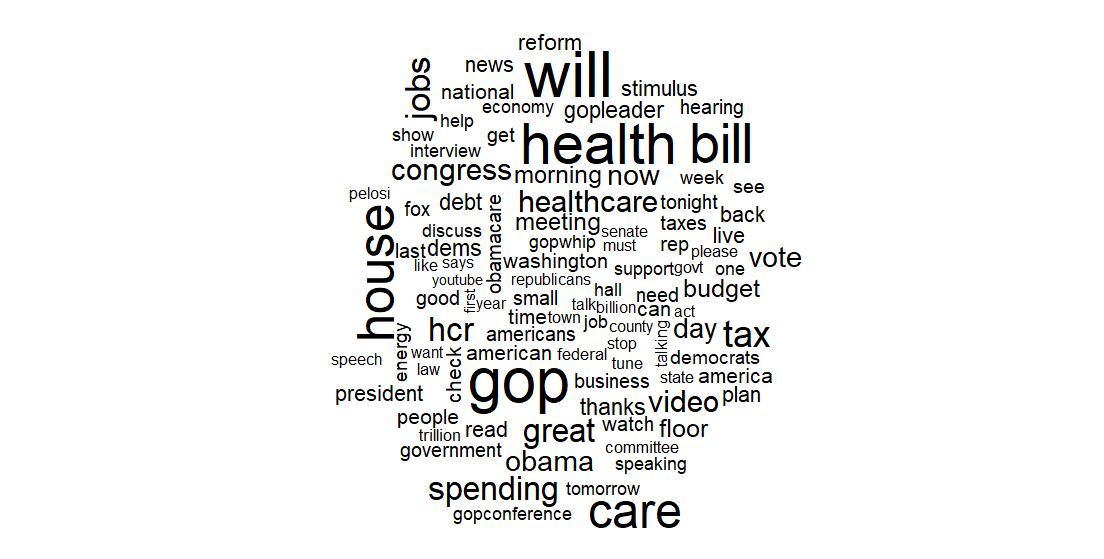 reform
news will
jobs
national stimulus
economy gopleader hearing
help
show get health bill
interview
congress morning now week see
pelosi
fox debt obamacare healthcare tonight
house meeting taxes back
discuss senate live
last dems gopwhip must rep please
like says washington support govt one vote
youtube republicans
good first year small hall need budget
talk billion can act
time town job county
hcr americans talking day tax
energy stop
speech want check american federal democrats
law tune
president gop business state america
thanks video plan
people
trillion read great watch floor
government committee
obama speaking
spending tomorrow
gopconference care